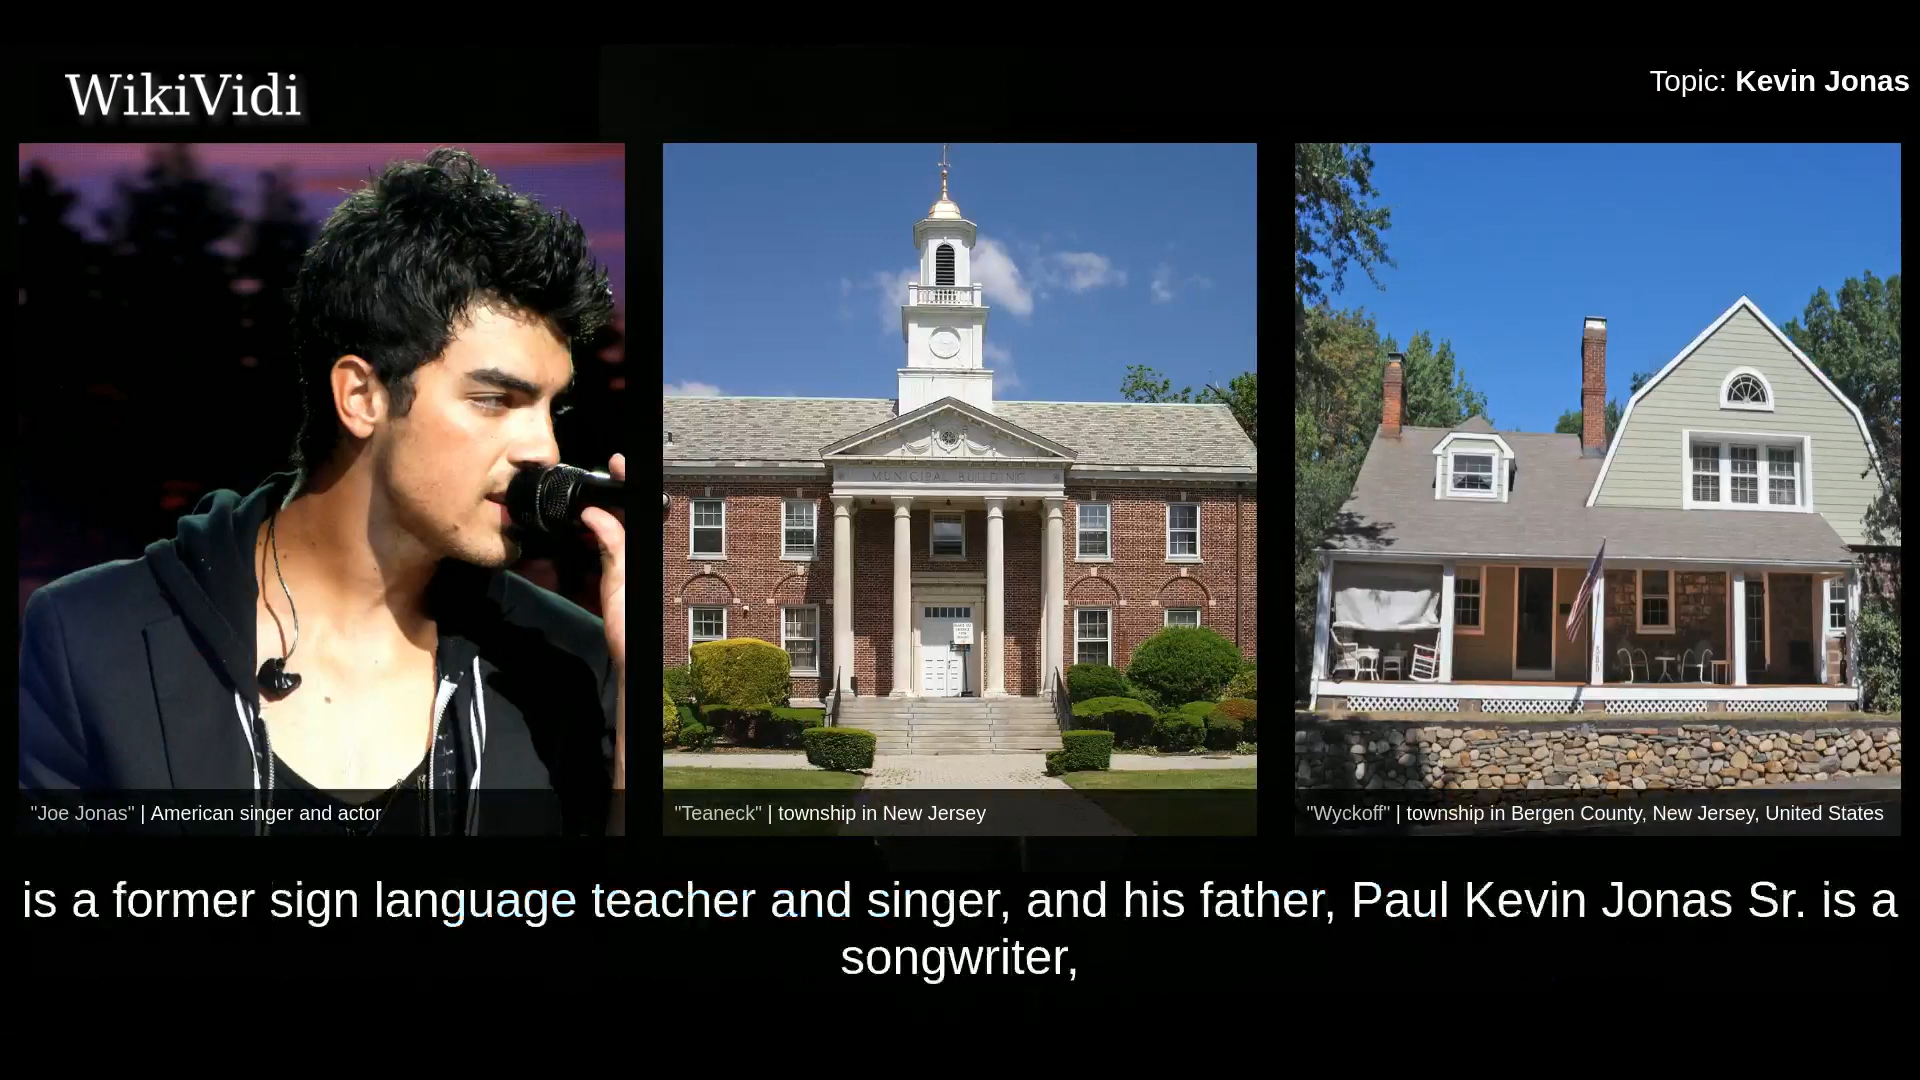 WikiVidi
Topic: Kevin Jonas
MUNICIPAL BUILDING
"Joe Jonas" | American singer and actor
"Teaneck" | township in New Jersey
"Wyckoff" | township in Bergen County, New Jersey, United States
is a former sign language teacher and singer, and his father, Paul Kevin Jonas Sr. is a
songwriter,